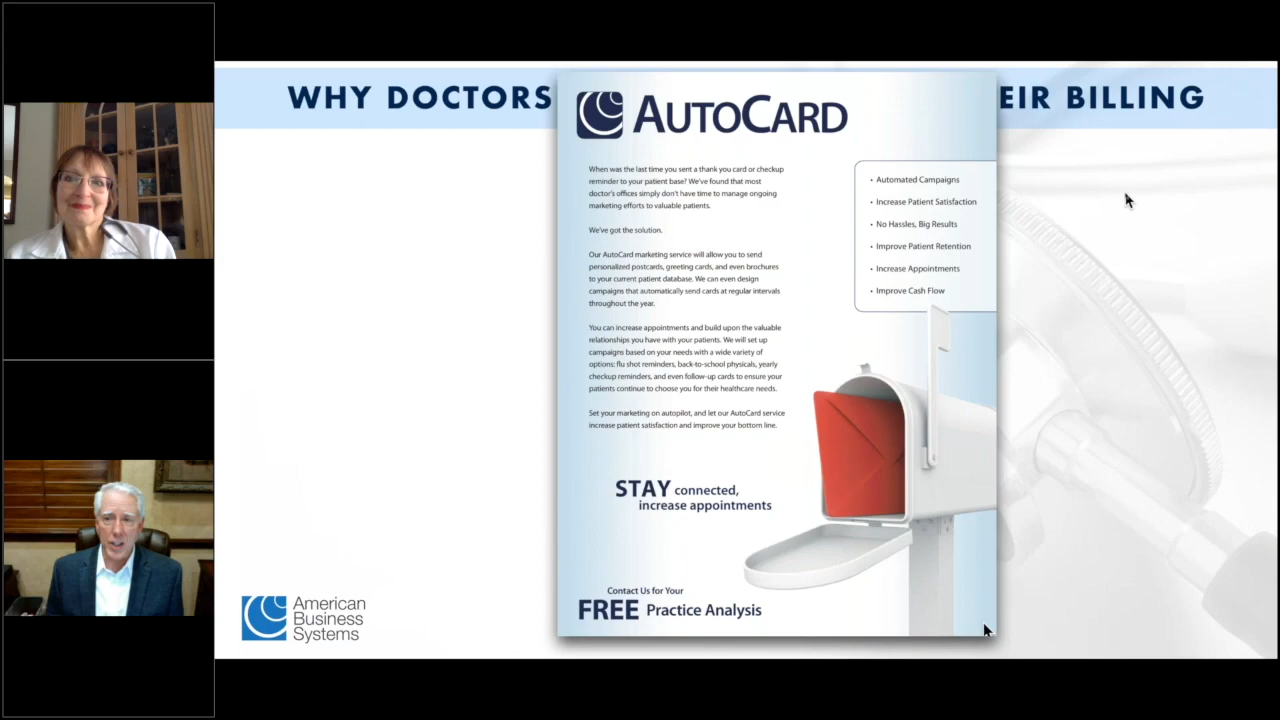 WHY DOCTORS
EIR BILLING
AUTOCARD
When was the last time you sent a thank you card or checkup
reminder to your patient base? We've found that most
doctor's offices simply don't have time to manage ongoing
marketing efforts to valuable patients.
We've got the solution.
Our AutoCard marketing service will allow you to send
personalized postcards, greeting cards, and even brochures
to your current patient database. We can even design
campaigns that automatically send cards at regular intervals
throughout the year.
You can increase appointments and build upon the valuable
relationships you have with your patients. We will set up
campaigns based on your needs with a wide variety of
options: flu shot reminders, back-to-school physicals, yearly
checkup reminders, and even follow-up cards to ensure your
patients continue to choose you for their healthcare needs.
Set your marketing on autopilot, and let our AutoCard service
increase patient satisfaction and improve your bottom line.
• Automated Campaigns
• Increase Patient Satisfaction
• No Hassles, Big Results
• Improve Patient Retention
• Increase Appointments
• Improve Cash Flow
STAY connected,
increase appointments
Contact Us for Your
FREE Practice Analysis
American
Business
Systems